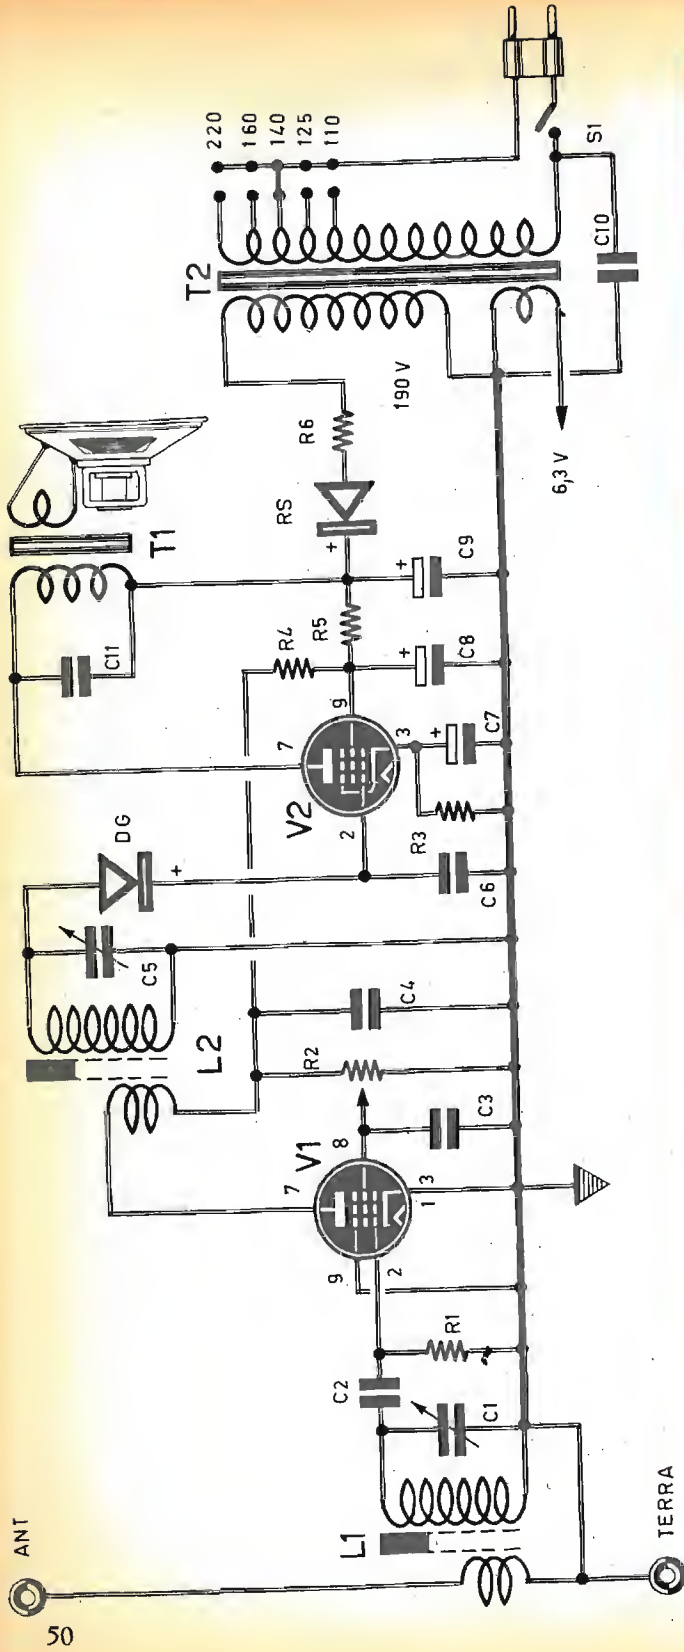 ANT
TERRA
L1
C1
C2
R1
9
2
V1
7
8
1
3
C3
R2
C4
L2
C5
DG
+
C6
2
V2
7
9
3
R3
+
C7
R4
R5
+
C8
+
C9
C11
T1
+
RS
R6
190 V
6,3 V
T2
220
160
140
125
110
C10
S1
50